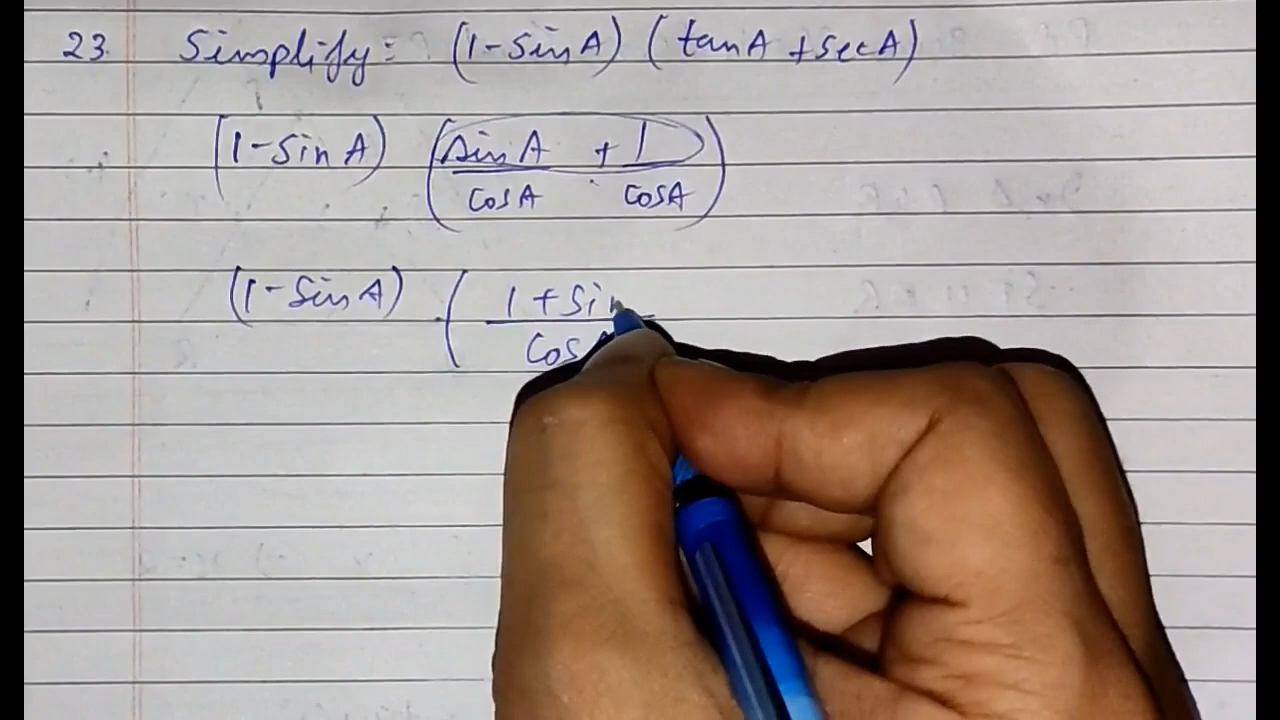 23. Simplify: (1-sinA) (tanA + secA)
(1-sinA) (sinA/cosA + 1/cosA)
(1-sinA) (1+sin/cos